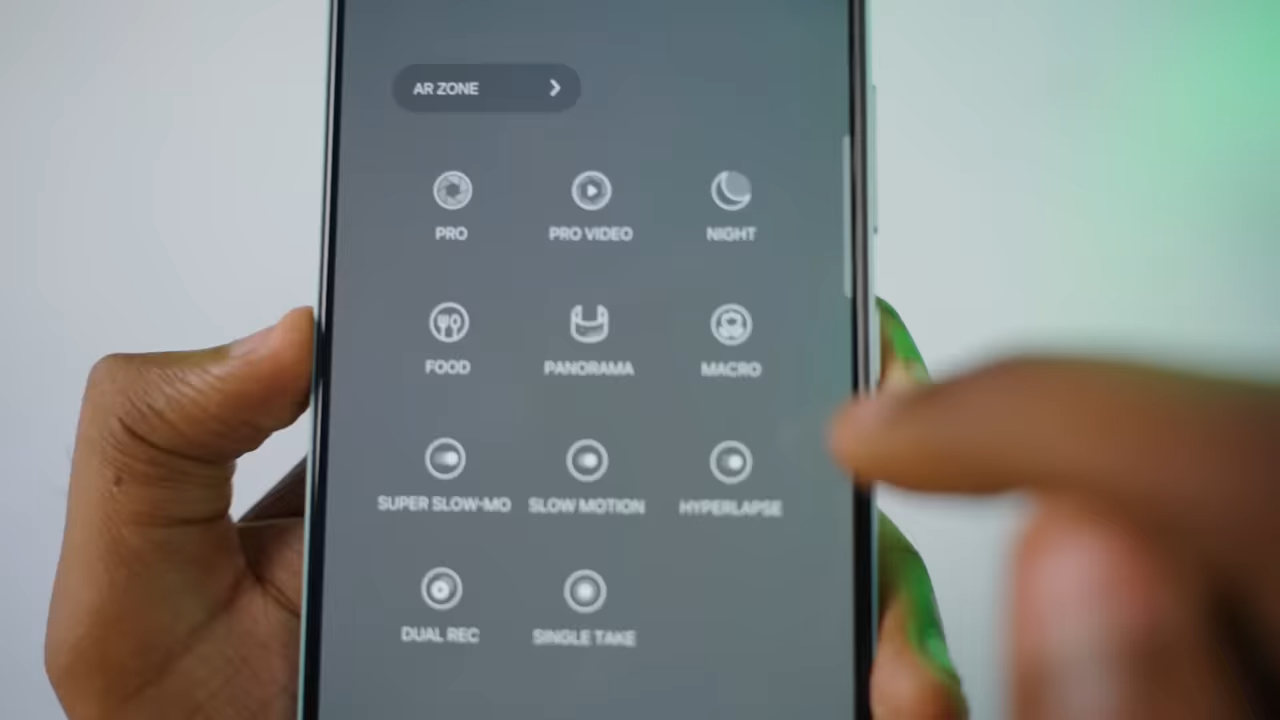 AR ZONE
PRO
PRO VIDEO
NIGHT
FOOD
PANORAMA
MACRO
SUPER SLOW-MO
SLOW MOTION
HYPERLAPSE
DUAL REC
SINGLE TAKE